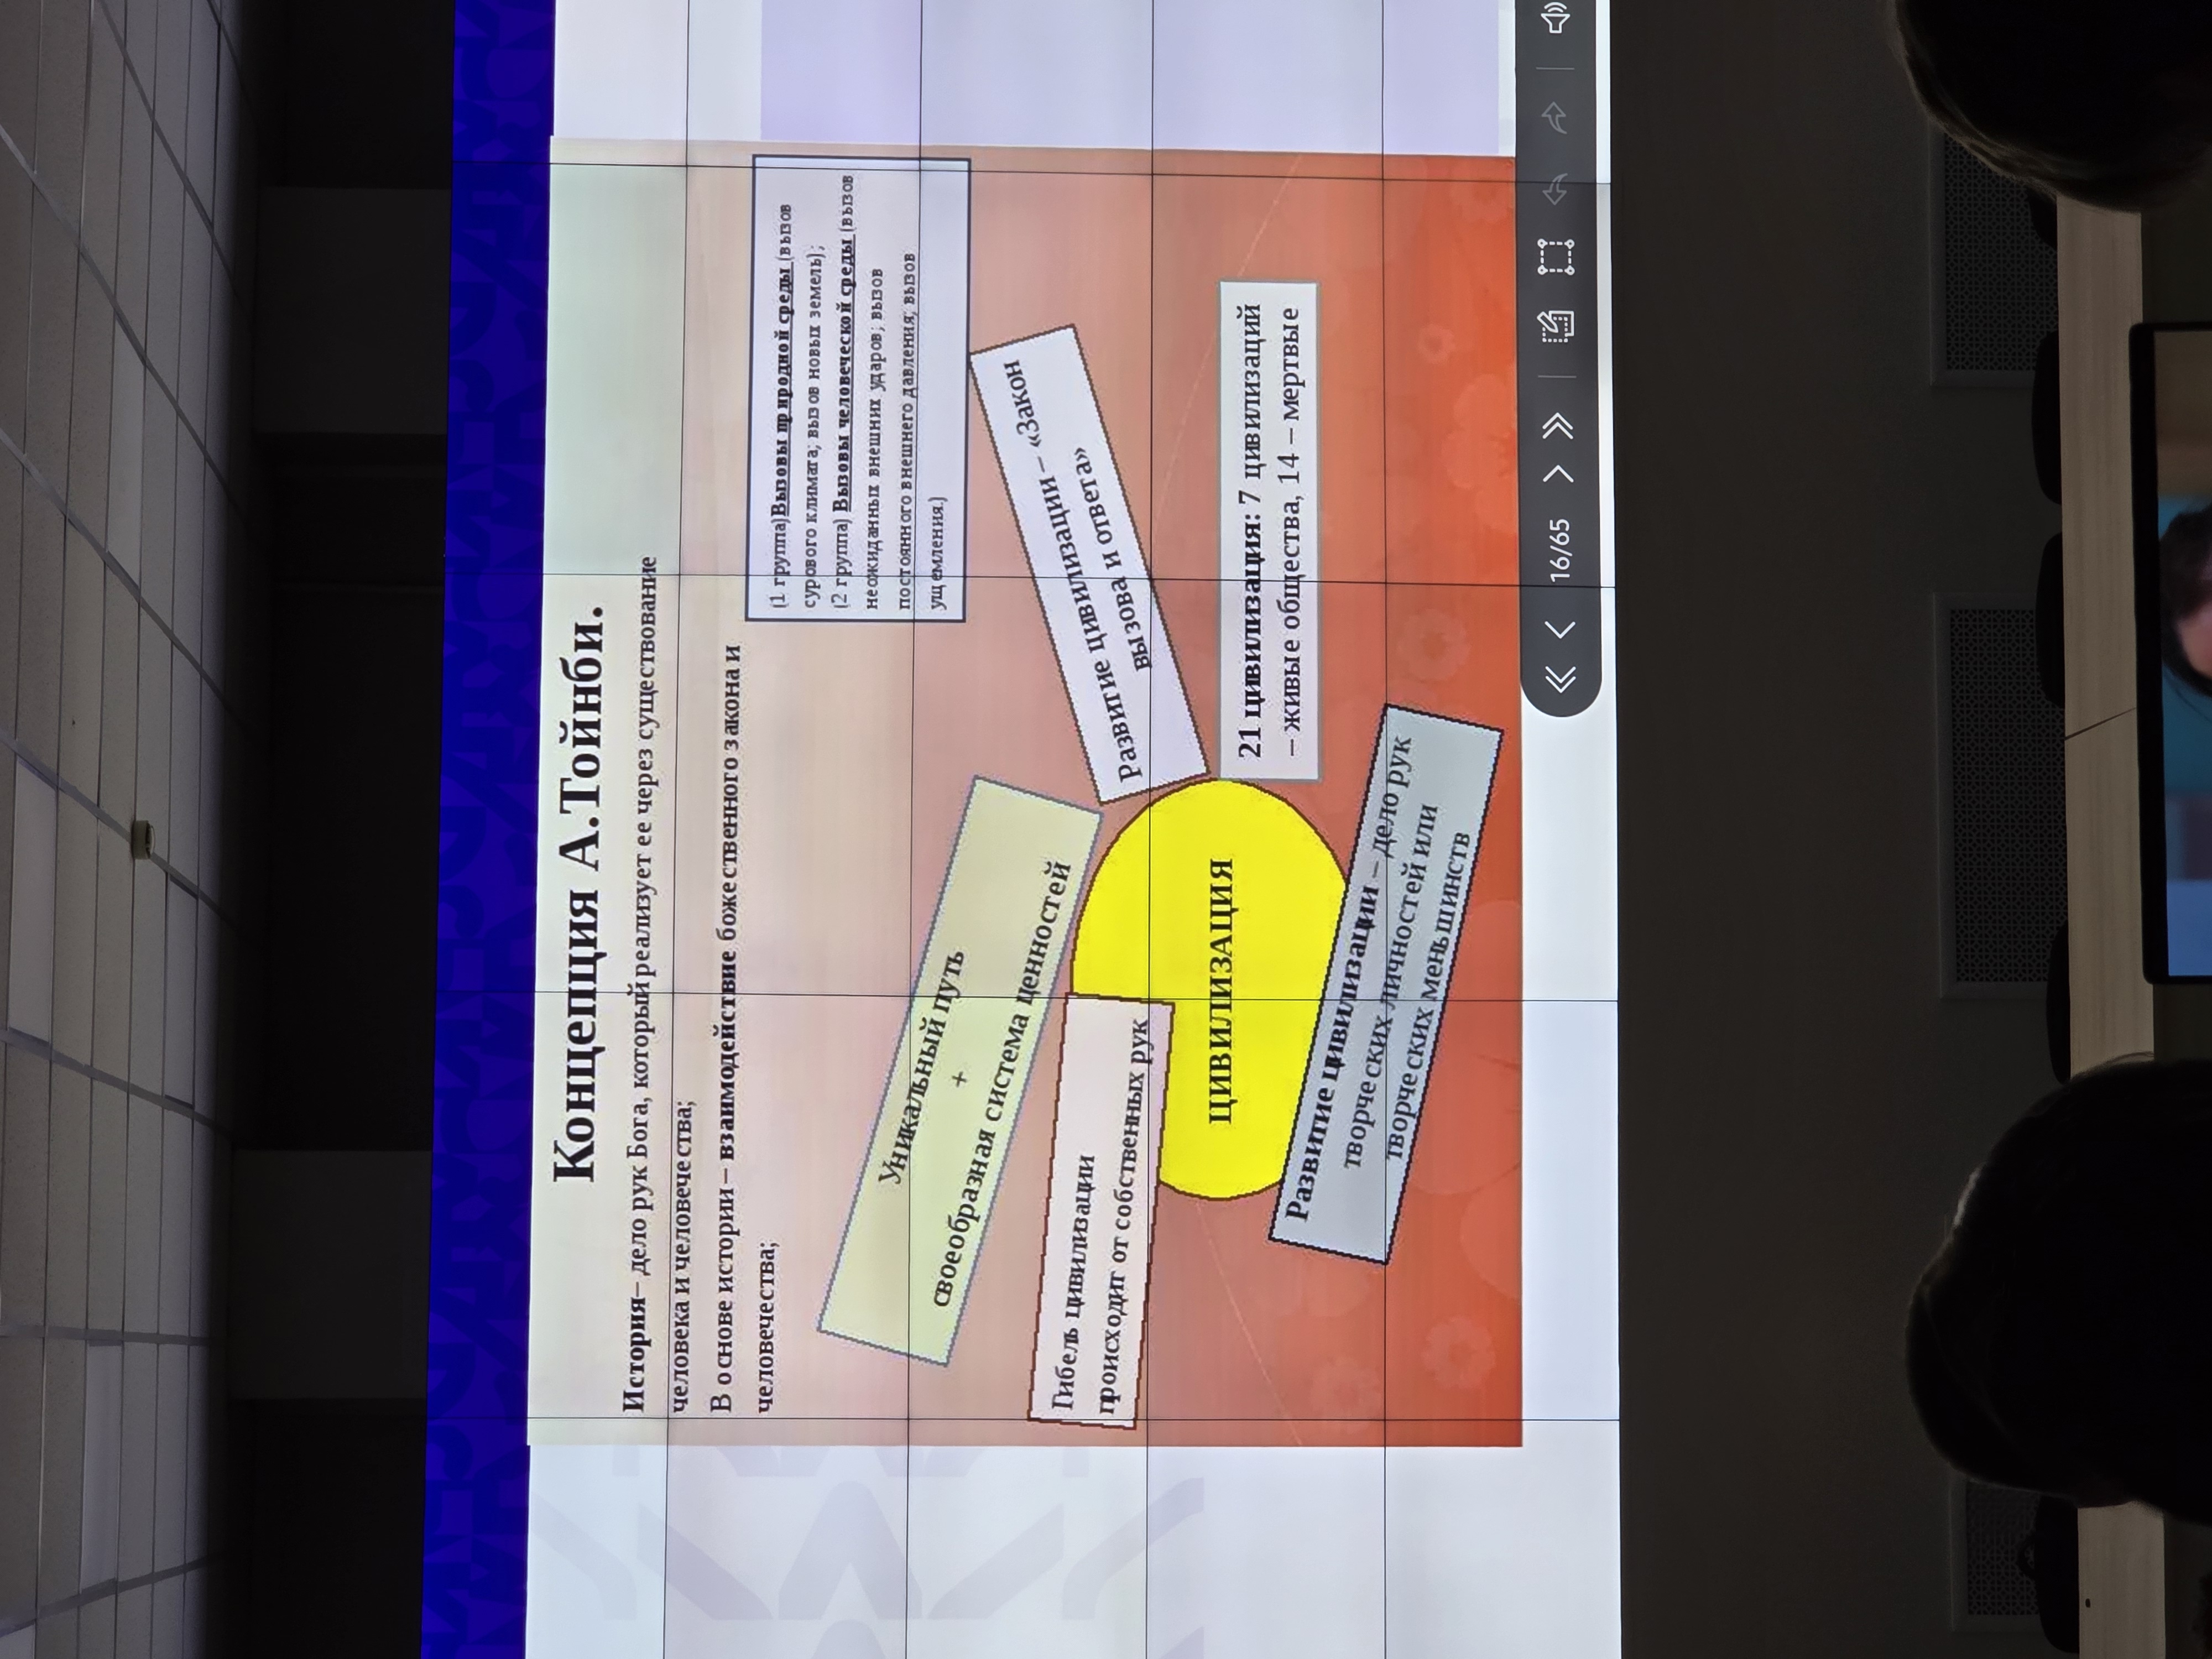 Концепция А.Тойнби.
История– дело рук Бога, который реализует ее через существование
человека и человечества;
В основе истории – взаимодействие божественного закона и
человечества;
(1 группа)Вызовы природной среды (вызов
сурового климата; вызов новых земель);
(2 группа) Вызовы человеческой среды (вызов
неожиданных внешних ударов; вызов
постоянного внешнего давления; вызов
ущемления.)
Уникальный путь
+
своеобразная система ценностей
Развитие цивилизации – «Закон
вызова и ответа»
Гибель цивилизации
происходит от собственных рук
ЦИВИЛИЗАЦИЯ
21 цивилизация: 7 цивилизаций
– живые общества, 14 – мертвые
Развитие цивилизации – дело рук
творческих личностей или
творческих меньшинств
16/65